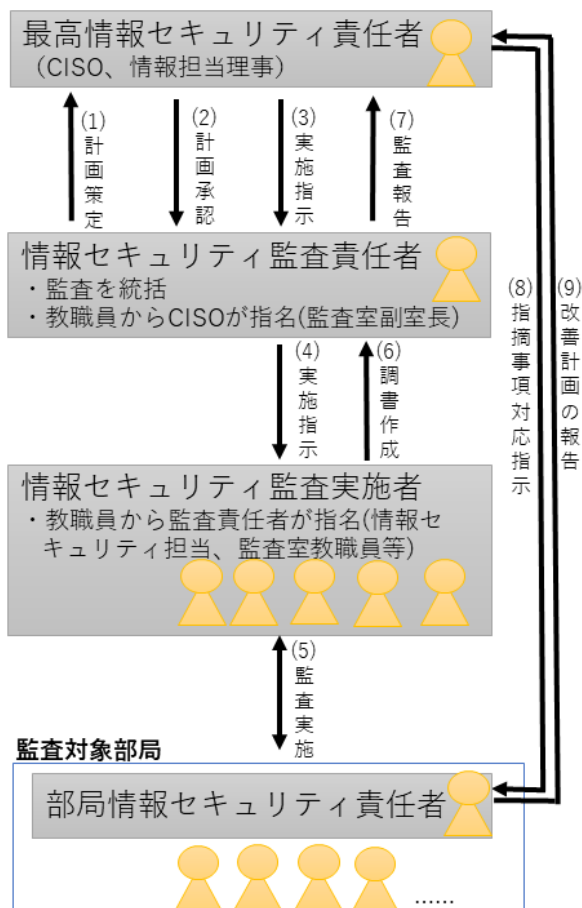 最高情報セキュリティ責任者
（CISO、情報担当理事）
(1)計画策定
(2)計画承認
(3)実施指示
(7)監査報告
情報セキュリティ監査責任者
・監査を統括
・教職員からCISOが指名(監査室副室長)
(8)指摘事項対応指示
(9)改善計画の報告
(4)実施指示
(6)調書作成
情報セキュリティ監査実施者
・教職員から監査責任者が指名(情報セ
キュリティ担当、監査室教職員等)
(5)監査実施
監査対象部局
部局情報セキュリティ責任者
......